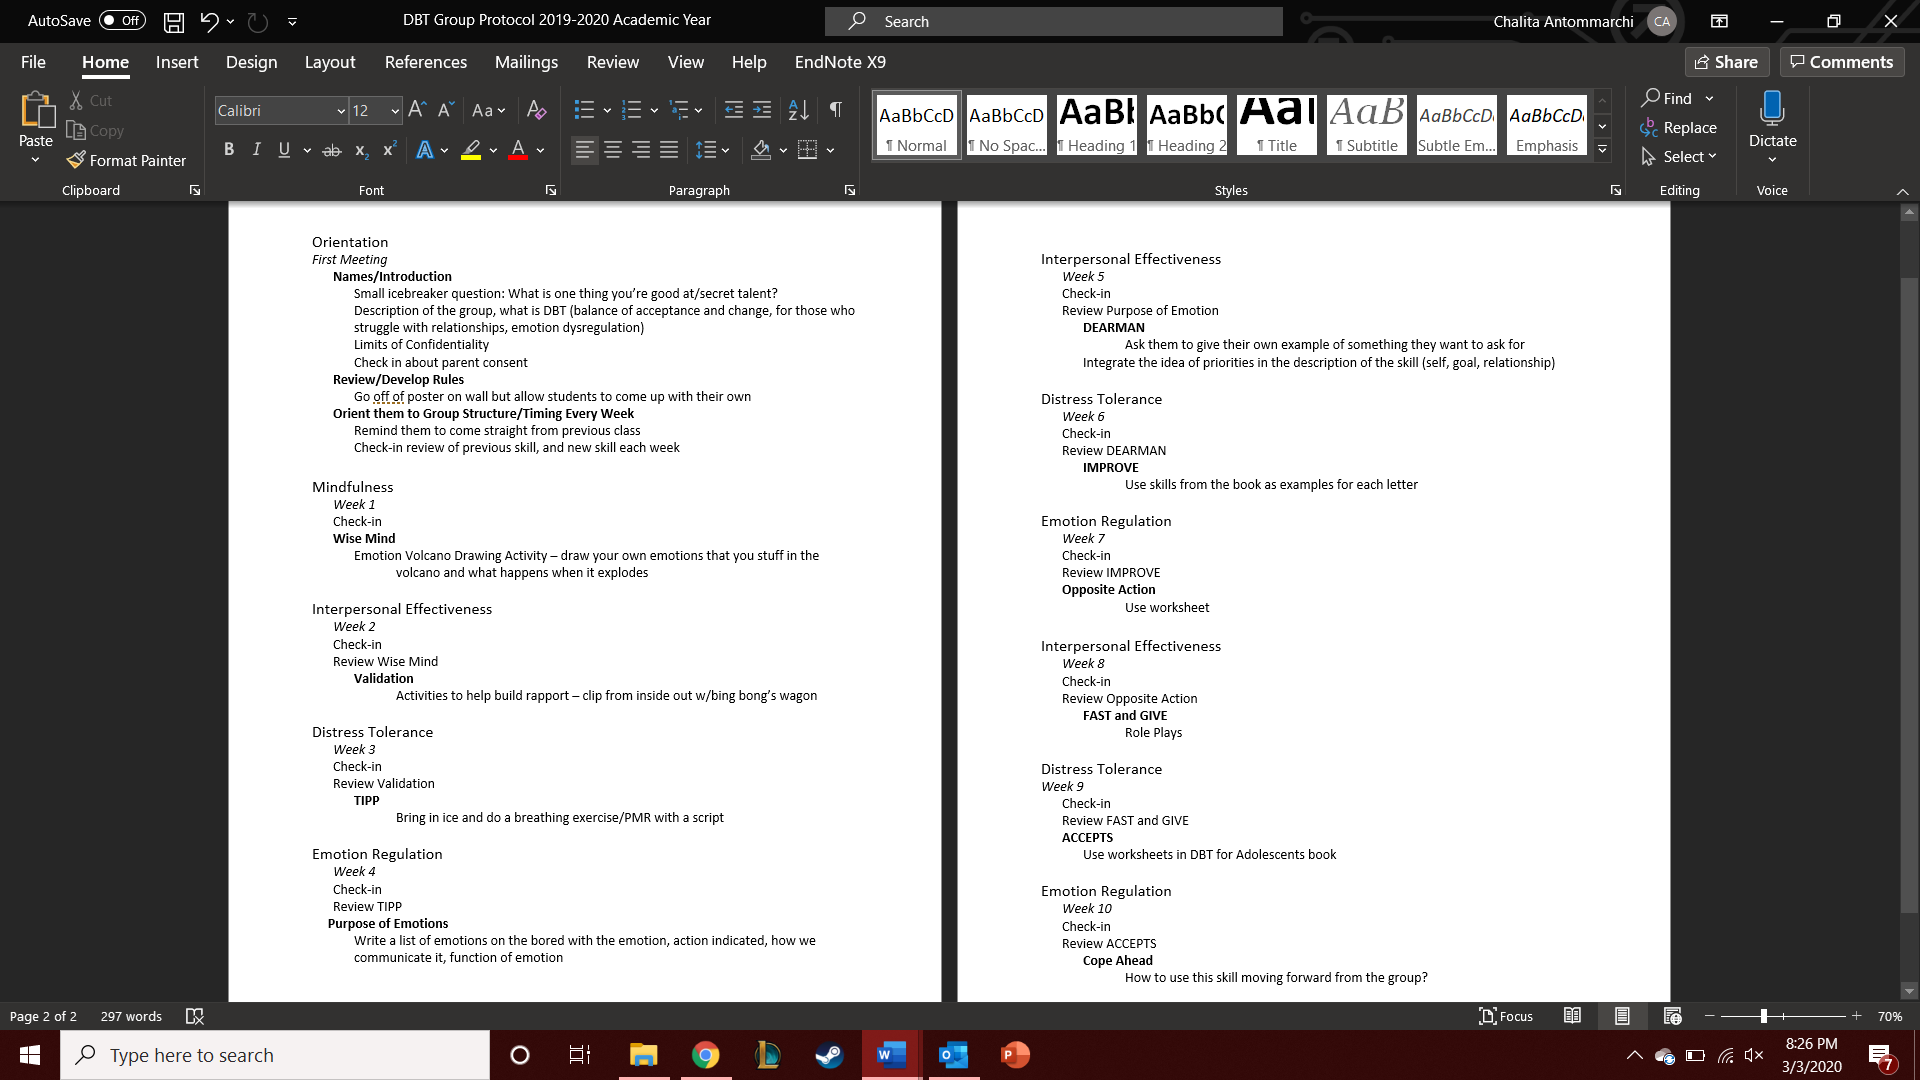 AutoSave Off DBT Group Protocol 2019-2020 Academic Year Search Chalita Antommarchi CA
File Home Insert Design Layout References Mailings Review View Help EndNote X9 Share Comments
Paste Cut Copy Format Painter Clipboard
Calibri 12 Aa B I U ab x2 x2 A A Font
Paragraph
AaBbCcD AaBbCcD AaBb AaBbC AaI AaB AaBbCcD AaBbCcD
¶ Normal ¶ No Spac... ¶ Heading 1 ¶ Heading 2 ¶ Title ¶ Subtitle Subtle Em... Emphasis
Styles
Find Replace Select Editing
Dictate Voice
Orientation
First Meeting
Names/Introduction
Small icebreaker question: What is one thing you’re good at/secret talent?
Description of the group, what is DBT (balance of acceptance and change, for those who
struggle with relationships, emotion dysregulation)
Limits of Confidentiality
Check in about parent consent
Review/Develop Rules
Go off of poster on wall but allow students to come up with their own
Orient them to Group Structure/Timing Every Week
Remind them to come straight from previous class
Check-in review of previous skill, and new skill each week
Mindfulness
Week 1
Check-in
Wise Mind
Emotion Volcano Drawing Activity – draw your own emotions that you stuff in the
volcano and what happens when it explodes
Interpersonal Effectiveness
Week 2
Check-in
Review Wise Mind
Validation
Activities to help build rapport – clip from inside out w/bing bong’s wagon
Distress Tolerance
Week 3
Check-in
Review Validation
TIPP
Bring in ice and do a breathing exercise/PMR with a script
Emotion Regulation
Week 4
Check-in
Review TIPP
Purpose of Emotions
Write a list of emotions on the bored with the emotion, action indicated, how we
communicate it, function of emotion
Interpersonal Effectiveness
Week 5
Check-in
Review Purpose of Emotion
DEARMAN
Ask them to give their own example of something they want to ask for
Integrate the idea of priorities in the description of the skill (self, goal, relationship)
Distress Tolerance
Week 6
Check-in
Review DEARMAN
IMPROVE
Use skills from the book as examples for each letter
Emotion Regulation
Week 7
Check-in
Review IMPROVE
Opposite Action
Use worksheet
Interpersonal Effectiveness
Week 8
Check-in
Review Opposite Action
FAST and GIVE
Role Plays
Distress Tolerance
Week 9
Check-in
Review FAST and GIVE
ACCEPTS
Use worksheets in DBT for Adolescents book
Emotion Regulation
Week 10
Check-in
Review ACCEPTS
Cope Ahead
How to use this skill moving forward from the group?
Page 2 of 2 297 words Focus 70%
Type here to search 8:26 PM
3/3/2020 7